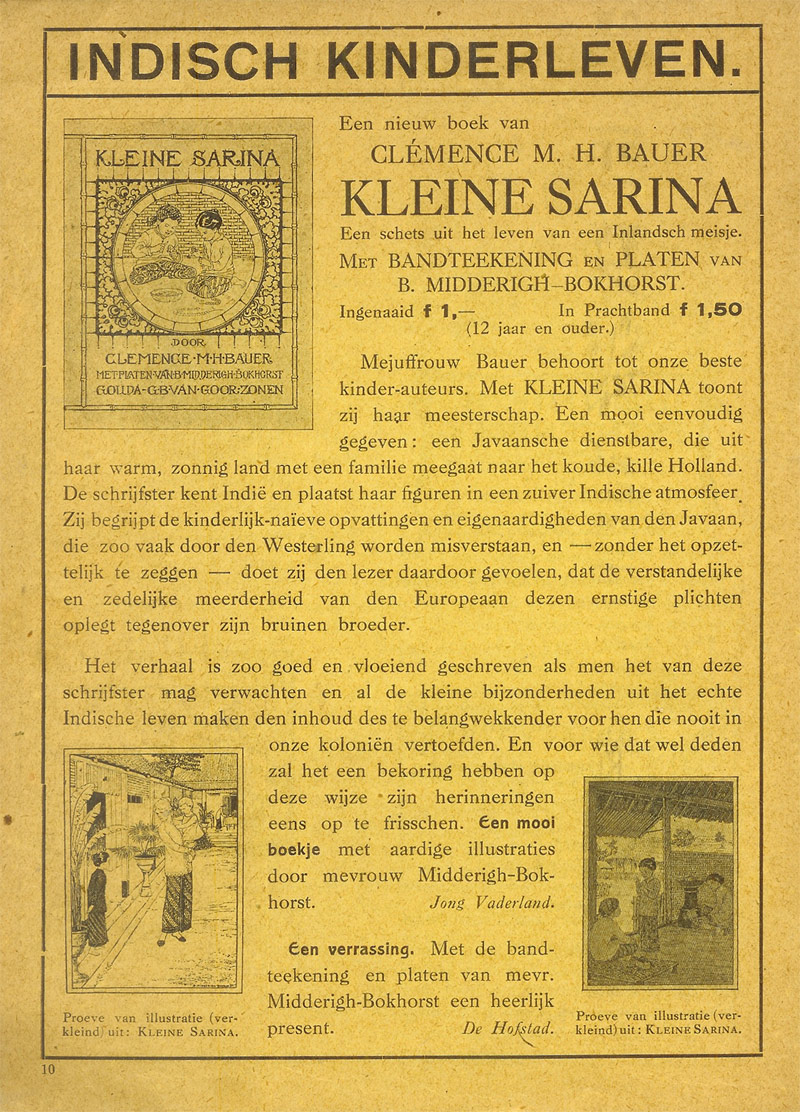 INDISCH KINDERLEVEN.
KLEINE SARINA
DOOR
CLEMENCE·M·H·BAUER
MET PLATEN·VAN·B·MIDDERIGH·BOKHORST
GOUDA-G·B·VAN·GOOR:ZONEN
Een nieuw boek van
CLÉMENCE M. H. BAUER
KLEINE SARINA
Een schets uit het leven van een Inlandsch meisje.
MET BANDTEEKENING EN PLATEN VAN
B. MIDDERIGH—BOKHORST.
Ingenaaid f 1,— In Prachtband f 1,50
(12 jaar en ouder.)
Mejuffrouw Bauer behoort tot onze beste
kinder-auteurs. Met KLEINE SARINA toont
zij haar meesterschap. Een mooi eenvoudig
gegeven: een Javaansche dienstbare, die uit
haar warm, zonnig land met een familie meegaat naar het koude, kille Holland.
De schrijfster kent Indië en plaatst haar figuren in een zuiver Indische atmosfeer.
Zij begrijpt de kinderlijk-naïeve opvattingen en eigenaardigheden van den Javaan,
die zoo vaak door den Westerling worden misverstaan, en — zonder het opzet-
telijk te zeggen — doet zij den lezer daardoor gevoelen, dat de verstandelijke
en zedelijke meerderheid van den Europeaan dezen ernstige plichten
oplegt tegenover zijn bruinen broeder.
Het verhaal is zoo goed en vloeiend geschreven als men het van deze
schrijfster mag verwachten en al de kleine bijzonderheden uit het echte
Indische leven maken den inhoud des te belangwekkender voor hen die nooit in
onze koloniën vertoefden. En voor wie dat wel deden
zal het een bekoring hebben op
deze wijze zijn herinneringen
eens op te frisschen. Een mooi
boekje met aardige illustraties
door mevrouw Midderigh-Bok-
horst. Jong Vaderland.
Een verrassing. Met de band-
teekening en platen van mevr.
Midderigh-Bokhorst een heerlijk
present. De Hofstad.
Proeve van illustratie (ver-
kleind) uit: KLEINE SARINA.
Proeve van illustratie (ver-
kleind) uit: KLEINE SARINA.
10